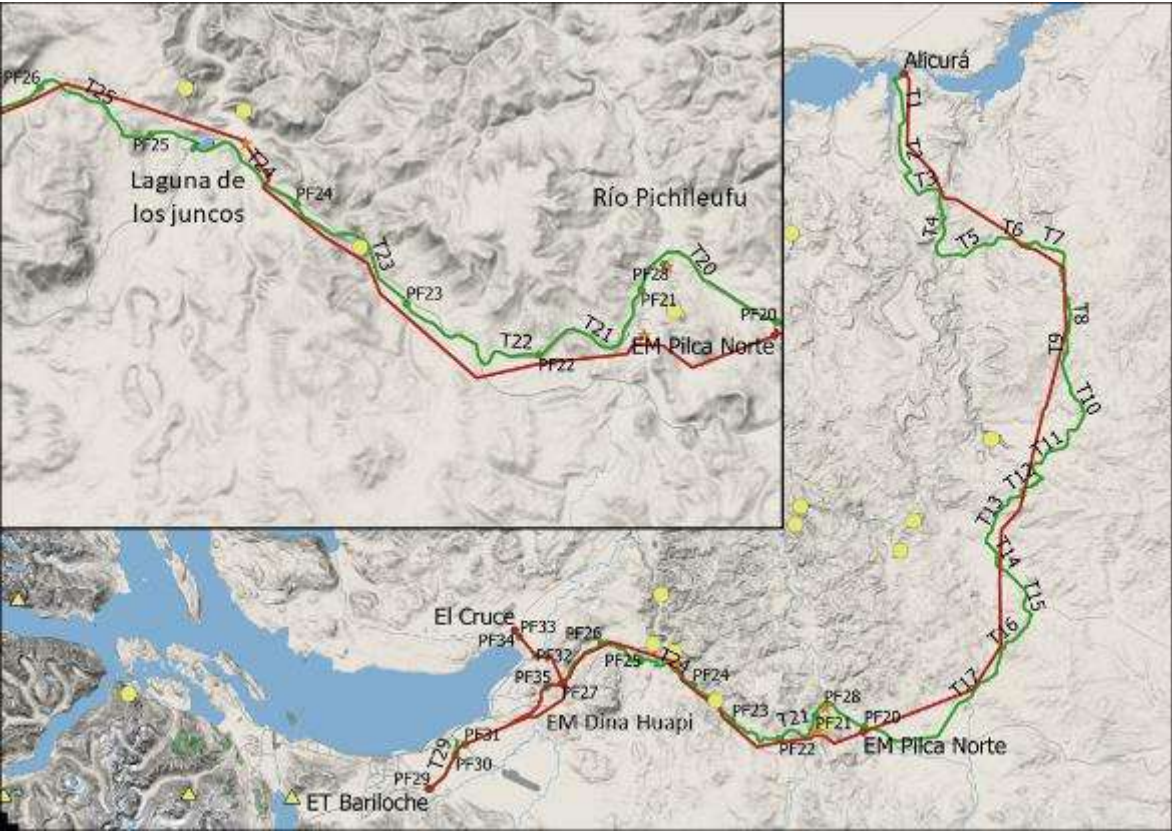 PF26
T25
PF25
Laguna de
los juncos
T24
PF24
T23
PF23
T22
PF22
T21
Río Pichileufu
T20
PF28
PF21
PF20
EM Pilca Norte
Alicurá
T1
T2
T3
T4
T5
T6
T7
T8
T9
T10
T11
T12
T13
T14
T15
T16
T17
El Cruce
PF33
PF34
PF32
PF26
PF35
PF27
PF25
T24
PF24
PF23
T21
PF28
PF21
PF22
PF20
EM Pilca Norte
EM Dina Huapi
PF31
T29
PF30
PF29
ET Bariloche